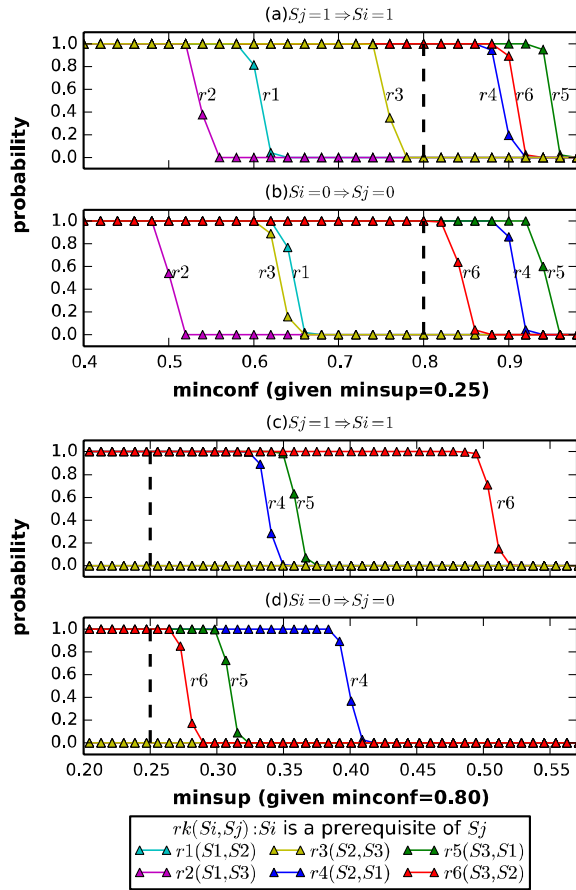 (a)Sj=1⇒Si=1
1.0
0.8
0.6
0.4
0.2
0.0
r2
r1
r3
r4
r6
r5
probability
(b)Si=0⇒Sj=0
1.0
0.8
0.6
0.4
0.2
0.0
r2
r3
r1
r6
r4
r5
0.4
0.5
0.6
0.7
0.8
0.9
minconf (given minsup=0.25)
(c)Sj=1⇒Si=1
1.0
0.8
0.6
0.4
0.2
0.0
r4
r5
r6
probability
(d)Si=0⇒Sj=0
1.0
0.8
0.6
0.4
0.2
0.0
r6
r5
r4
0.20
0.25
0.30
0.35
0.40
0.45
0.50
0.55
minsup (given minconf=0.80)
rk(Si,Sj):Si is a prerequisite of Sj
r1(S1,S2)
r3(S2,S3)
r5(S3,S1)
r2(S1,S3)
r4(S2,S1)
r6(S3,S2)